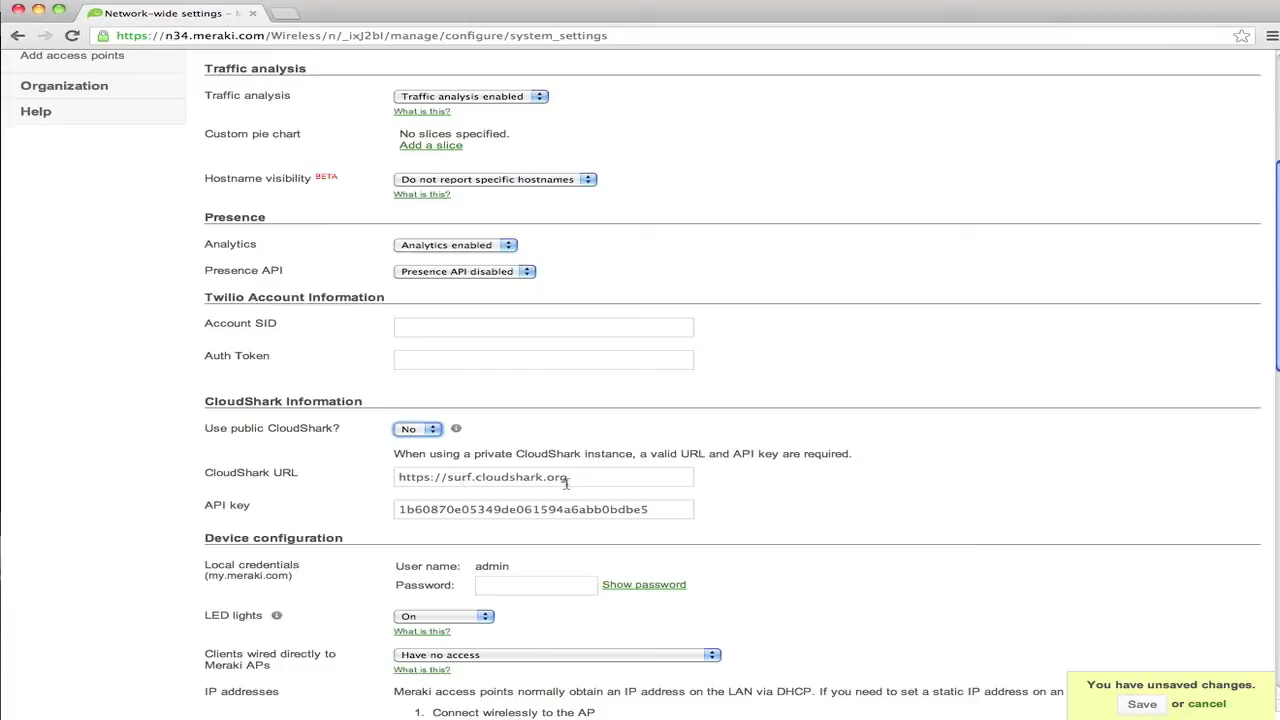 Network-wide settings –
https://n34.meraki.com/Wireless/n/_ixJ2bI/manage/configure/system_settings
Add access points
Organization
Help
Traffic analysis
Traffic analysis
Traffic analysis enabled
What is this?
Custom pie chart
No slices specified.
Add a slice
Hostname visibility BETA
Do not report specific hostnames
What is this?
Presence
Analytics
Analytics enabled
Presence API
Presence API disabled
Twilio Account Information
Account SID
Auth Token
CloudShark Information
Use public CloudShark?
No
When using a private CloudShark instance, a valid URL and API key are required.
CloudShark URL
https://surf.cloudshark.org
API key
1b60870e05349de061594a6abb0bdbe5
Device configuration
Local credentials
(my.meraki.com)
User name: admin
Password:
Show password
LED lights
On
What is this?
Clients wired directly to
Meraki APs
Have no access
What is this?
IP addresses
Meraki access points normally obtain an IP address on the LAN via DHCP. If you need to set a static IP address on an
1. Connect wirelessly to the AP
You have unsaved changes.
Save or cancel